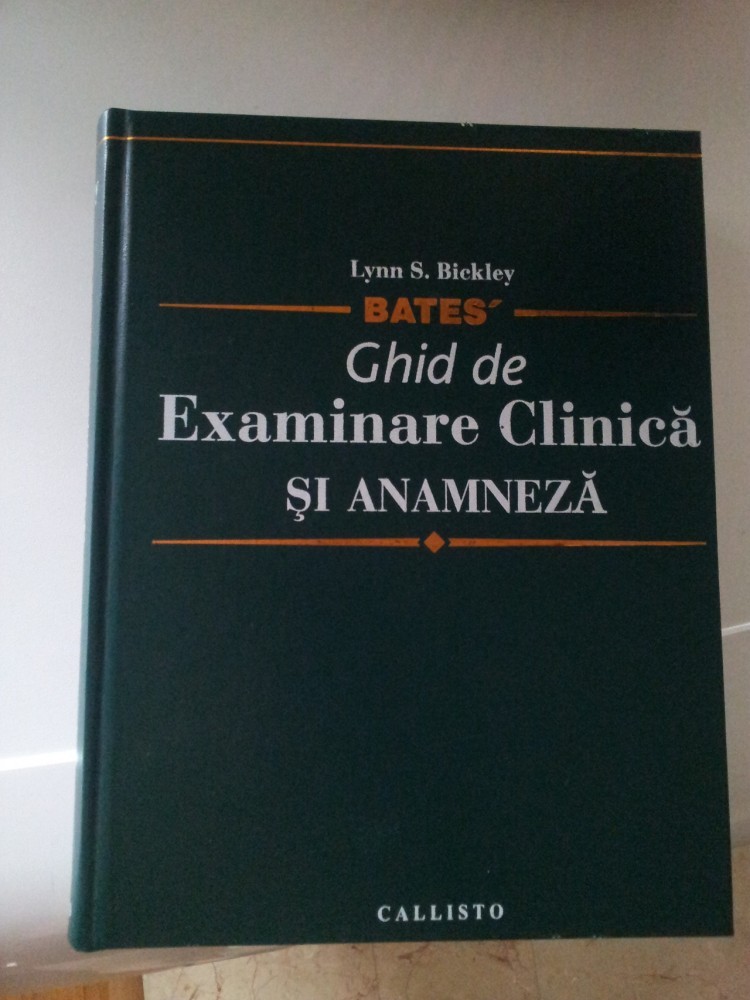 Lynn S. Bickley
BATES'
Ghid de
Examinare Clinică
ŞI ANAMNEZĂ
CALLISTO